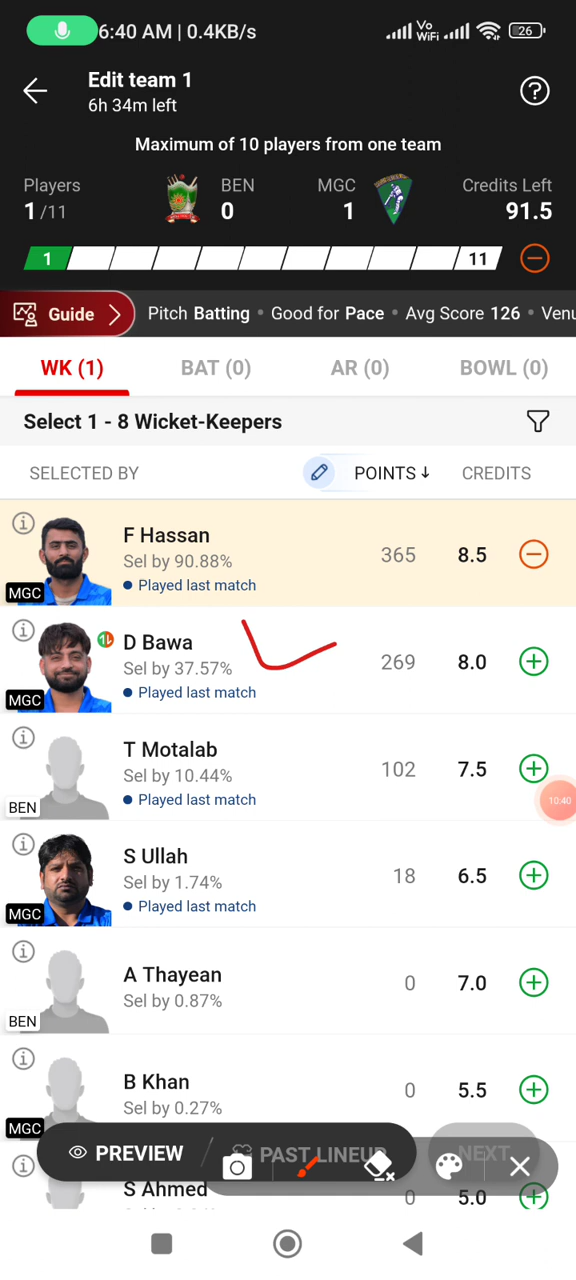 6:40 AM | 0.4KB/s Vo WiFi 26
Edit team 1
6h 34m left
Maximum of 10 players from one team
Players BEN MGC Credits Left
1/11 0 1 91.5
1 11
Guide Pitch Batting • Good for Pace • Avg Score 126 • Venu
WK (1) BAT (0) AR (0) BOWL (0)
Select 1 - 8 Wicket-Keepers
SELECTED BY POINTS ↓ CREDITS
F Hassan
Sel by 90.88% 365 8.5
Played last match
MGC
D Bawa
Sel by 37.57% 269 8.0
Played last match
MGC
T Motalab
Sel by 10.44% 102 7.5
Played last match
BEN
10:40
S Ullah
Sel by 1.74% 18 6.5
Played last match
MGC
A Thayean
Sel by 0.87% 0 7.0
BEN
B Khan
Sel by 0.27% 0 5.5
MGC
PREVIEW PAST LINEUP NEXT
S Ahmed 0 5.0